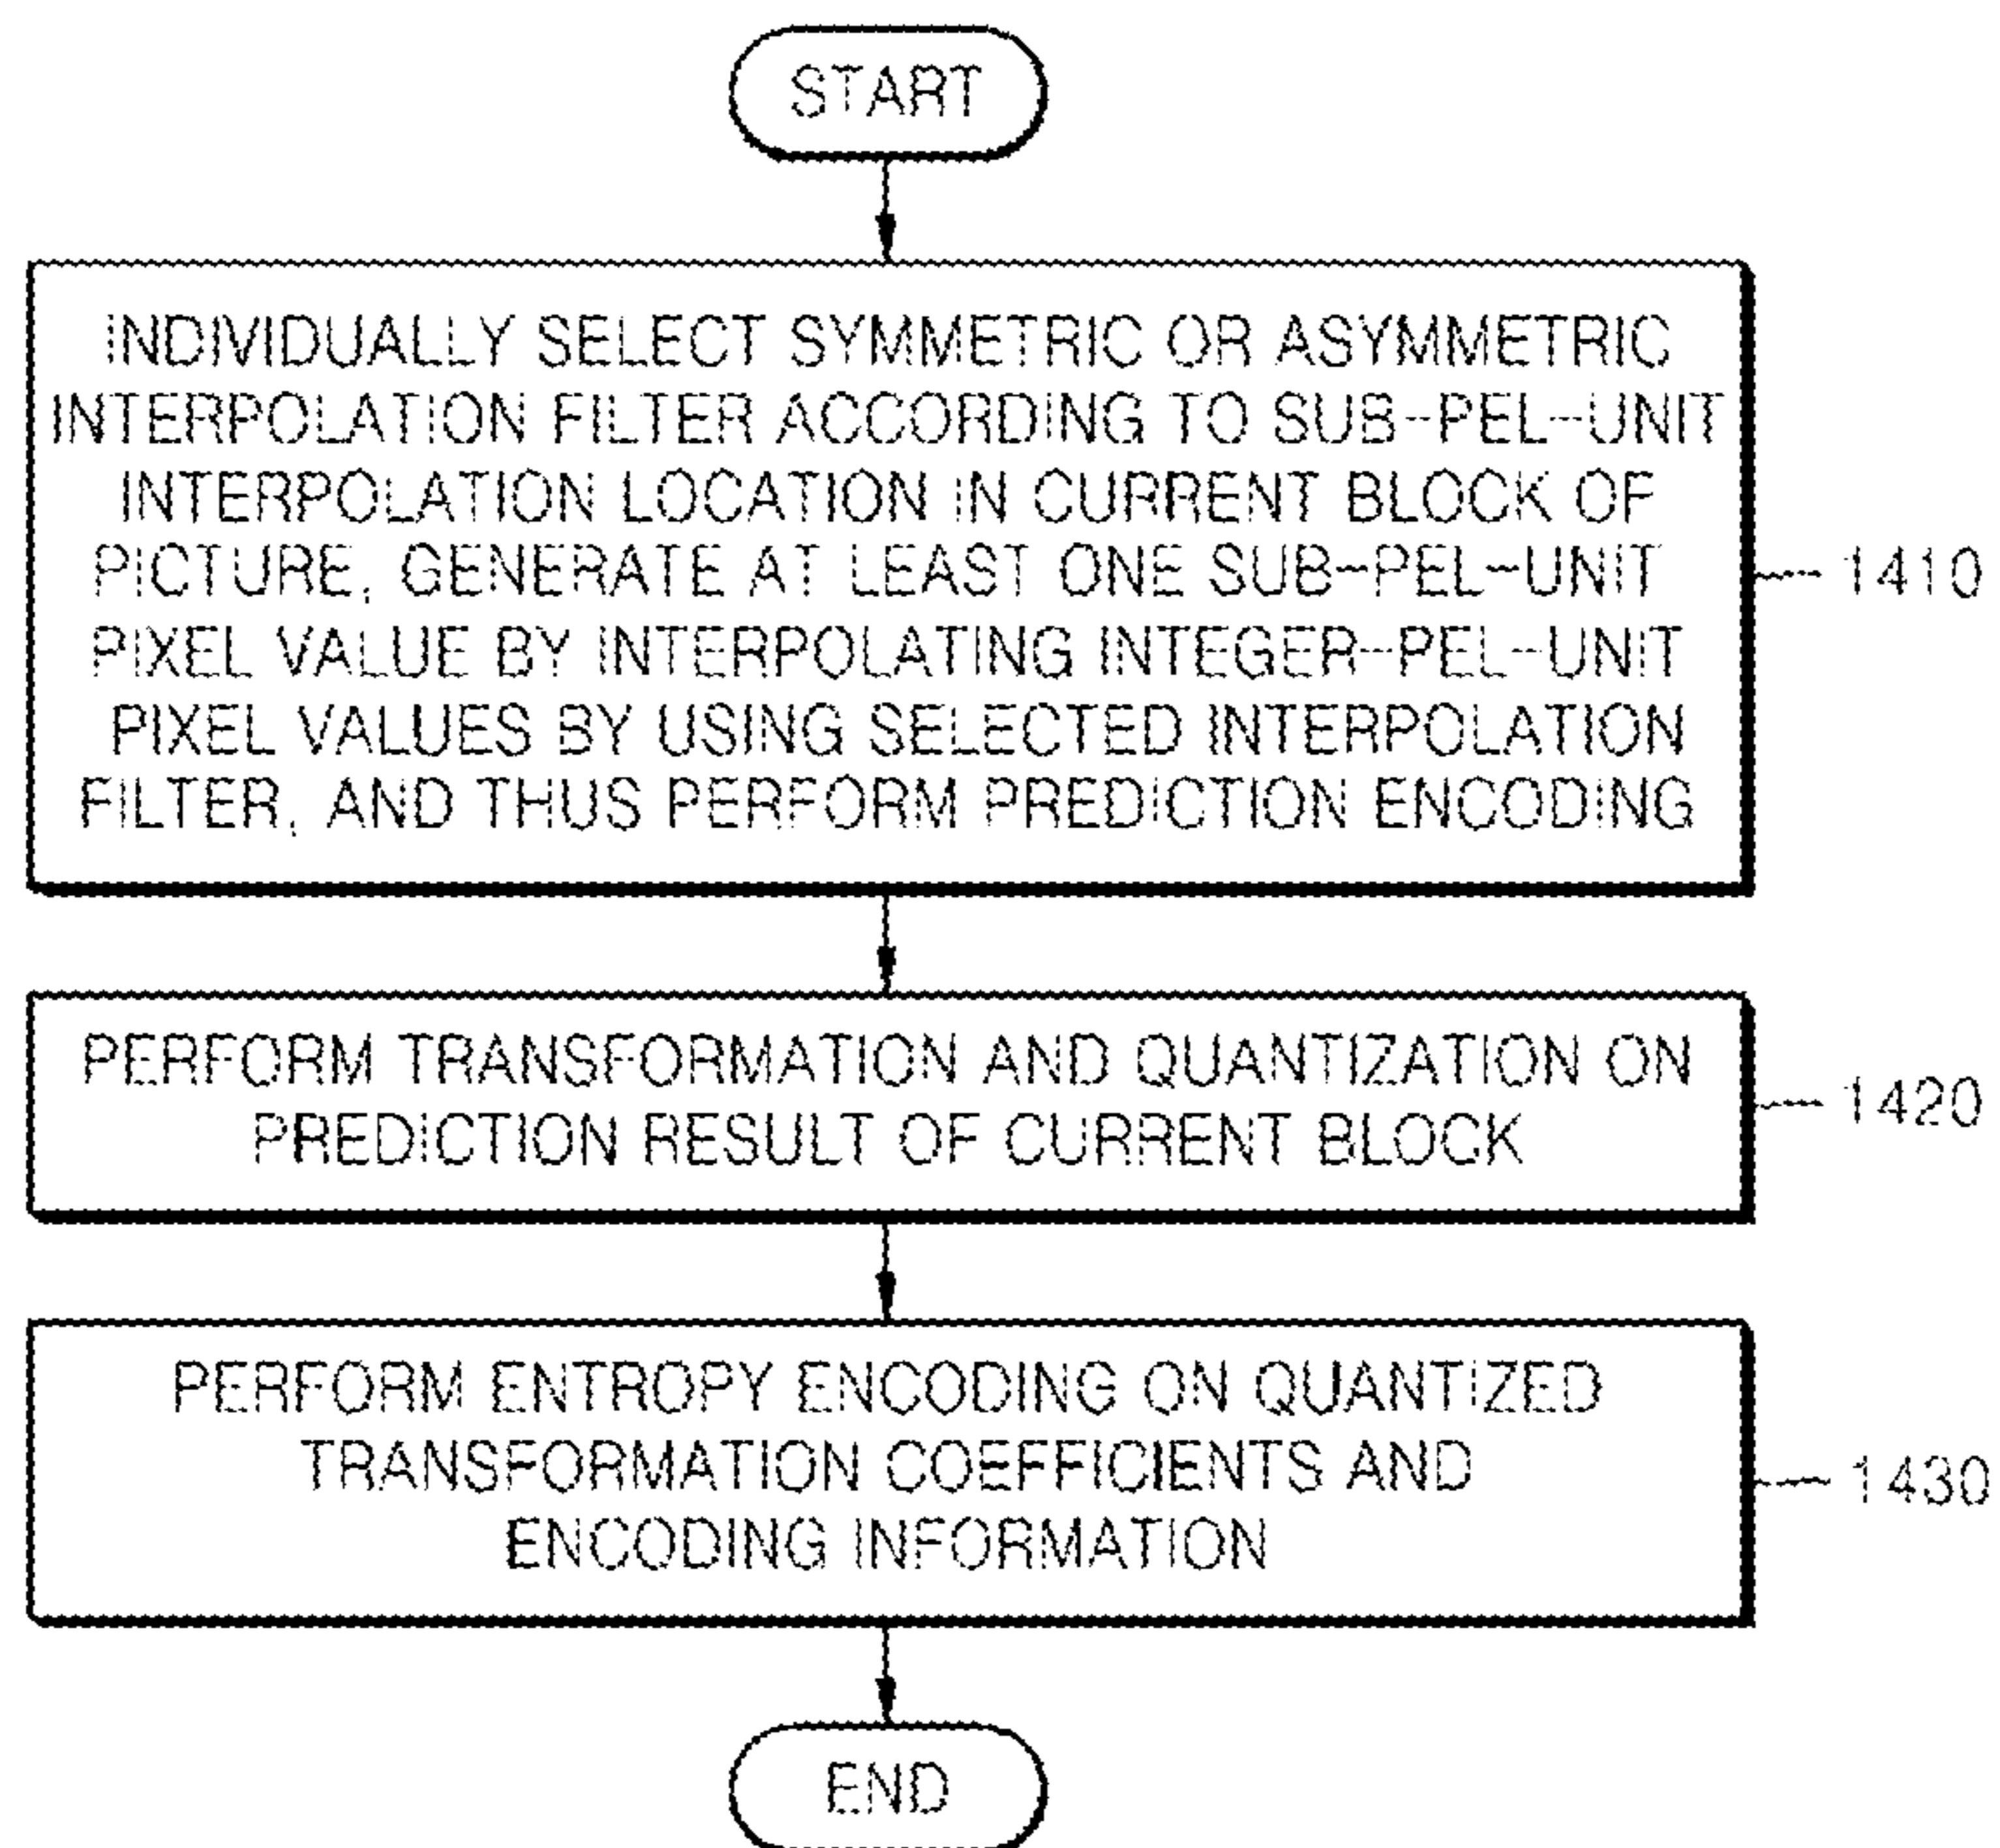 START
INDIVIDUALLY SELECT SYMMETRIC OR ASYMMETRIC
INTERPOLATION FILTER ACCORDING TO SUB-PEL-UNIT
INTERPOLATION LOCATION IN CURRENT BLOCK OF
PICTURE, GENERATE AT LEAST ONE SUB-PEL-UNIT
PIXEL VALUE BY INTERPOLATING INTEGER-PEL-UNIT
PIXEL VALUES BY USING SELECTED INTERPOLATION
FILTER, AND THUS PERFORM PREDICTION ENCODING
1410
PERFORM TRANSFORMATION AND QUANTIZATION ON
PREDICTION RESULT OF CURRENT BLOCK
1420
PERFORM ENTROPY ENCODING ON QUANTIZED
TRANSFORMATION COEFFICIENTS AND
ENCODING INFORMATION
1430
END